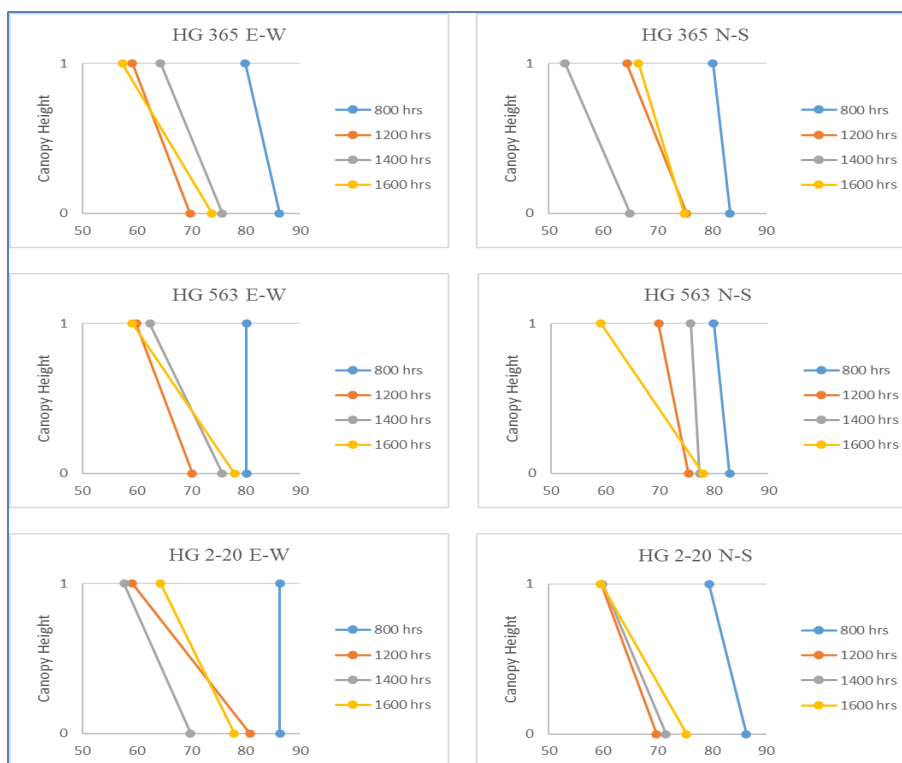 HG 365 E-W
1
Canopy Height
0
50 60 70 80 90
800 hrs
1200 hrs
1400 hrs
1600 hrs
HG 365 N-S
1
Canopy Height
0
50 60 70 80 90
800 hrs
1200 hrs
1400 hrs
1600 hrs
HG 563 E-W
1
Canopy Height
0
50 60 70 80 90
800 hrs
1200 hrs
1400 hrs
1600 hrs
HG 563 N-S
1
Canopy Height
0
50 60 70 80 90
800 hrs
1200 hrs
1400 hrs
1600 hrs
HG 2-20 E-W
1
Canopy Height
0
50 60 70 80 90
800 hrs
1200 hrs
1400 hrs
1600 hrs
HG 2-20 N-S
1
Canopy Height
0
50 60 70 80 90
800 hrs
1200 hrs
1400 hrs
1600 hrs